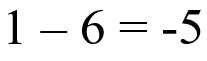 1 – 6 = -5